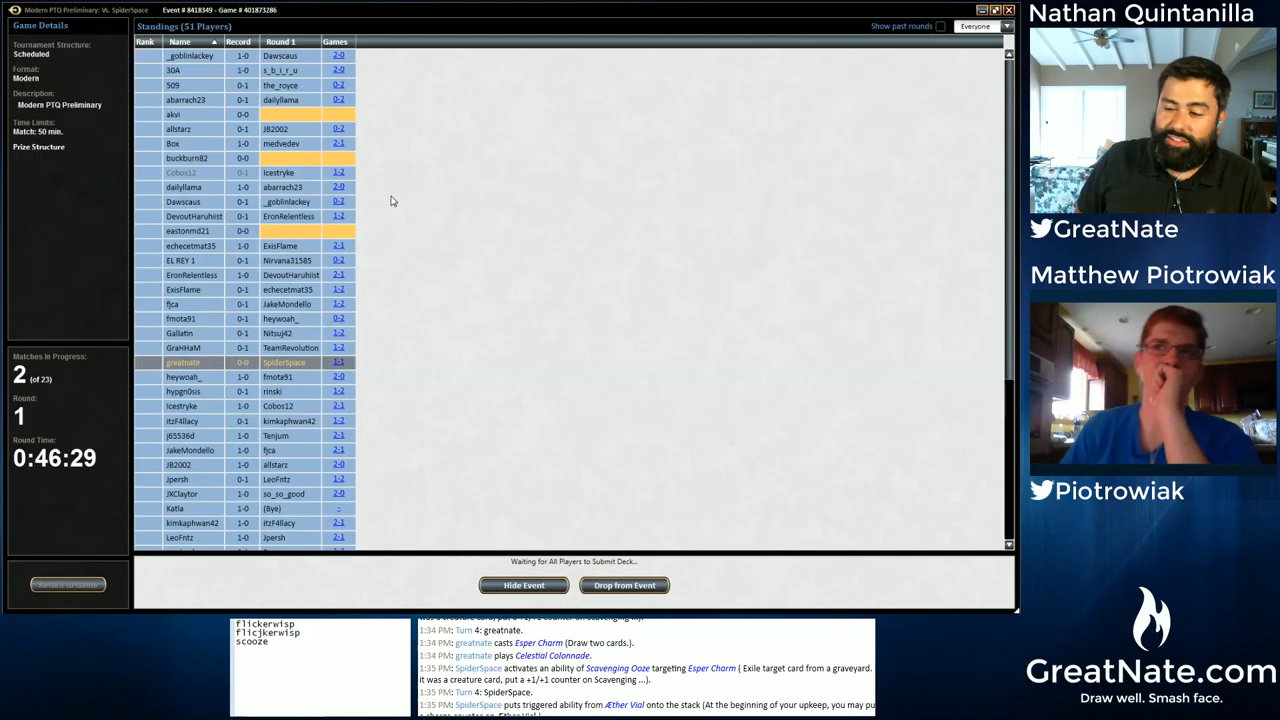 Modern PTQ Preliminary: Vs. SpiderSpace Event # 8418349 - Game # 401873286
Game Details
Tournament Structure:
Scheduled
Format:
Modern
Description:
Modern PTQ Preliminary
Time Limits:
Match: 50 min.
Prize Structure
Matches In Progress:
2 (of 23)
Round:
1
Round Time:
0:46:29
Return to Game
Standings (51 Players)
Show past rounds Everyone
Rank Name Record Round 1 Games
_goblinlackey 1-0 Dawscaus 2-0
30A 1-0 s_b_i_r_u 2-0
509 0-1 the_royce 0-2
abarrach23 0-1 dailyllama 0-2
akvi 0-0
allstarz 0-1 JB2002 0-2
Box 1-0 medvedev 2-1
buckburn82 0-0
Cobos12 0-1 Icestryke 1-2
dailyllama 1-0 abarrach23 2-0
Dawscaus 0-1 _goblinlackey 0-2
DevoutHaruhiist 0-1 EronRelentless 1-2
eastonmd21 0-0
echecetmat35 1-0 ExisFlame 2-1
EL REY 1 0-1 Nirvana31585 0-2
EronRelentless 1-0 DevoutHaruhiist 2-1
ExisFlame 0-1 echecetmat35 1-2
fjca 0-1 JakeMondello 1-2
fmota91 0-1 heywoah_ 0-2
Gallatin 0-1 Nitsuj42 1-2
GraHHaM 0-1 TeamRevolution 1-2
greatnate 0-0 SpiderSpace 1-1
heywoah_ 1-0 fmota91 2-0
hypgn0sis 0-1 rinski 1-2
Icestryke 1-0 Cobos12 2-1
itzF4llacy 0-1 kimkaphwan42 1-2
j65536d 1-0 Tenjum 2-1
JakeMondello 1-0 fjca 2-1
JB2002 1-0 allstarz 2-0
Jpersh 0-1 LeoFntz 1-2
JXClaytor 1-0 so_so_good 2-0
Katla 1-0 (Bye) -
kimkaphwan42 1-0 itzF4llacy 2-1
LeoFntz 1-0 Jpersh 2-1
Waiting for All Players to Submit Deck...
Hide Event Drop from Event
flickerwisp
flicjkerwisp
scooze
was a creature card, put a +1/+1 counter on Scavenging ...).
1:34 PM: Turn 4: greatnate.
1:34 PM: greatnate casts Esper Charm (Draw two cards.).
1:34 PM: greatnate plays Celestial Colonnade.
1:35 PM: SpiderSpace activates an ability of Scavenging Ooze targeting Esper Charm ( Exile target card from a graveyard.
it was a creature card, put a +1/+1 counter on Scavenging ...).
1:35 PM: Turn 4: SpiderSpace.
1:35 PM: SpiderSpace puts triggered ability from Æther Vial onto the stack (At the beginning of your upkeep, you may pu
Nathan Quintanilla
GreatNate
Matthew Piotrowiak
Piotrowiak
GreatNate.com
Draw well. Smash face.